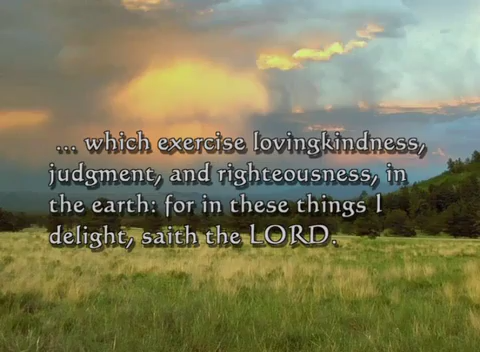 ... which exercise lovingkindness,
judgment, and righteousness, in
the earth: for in these things I
delight, saith the LORD.